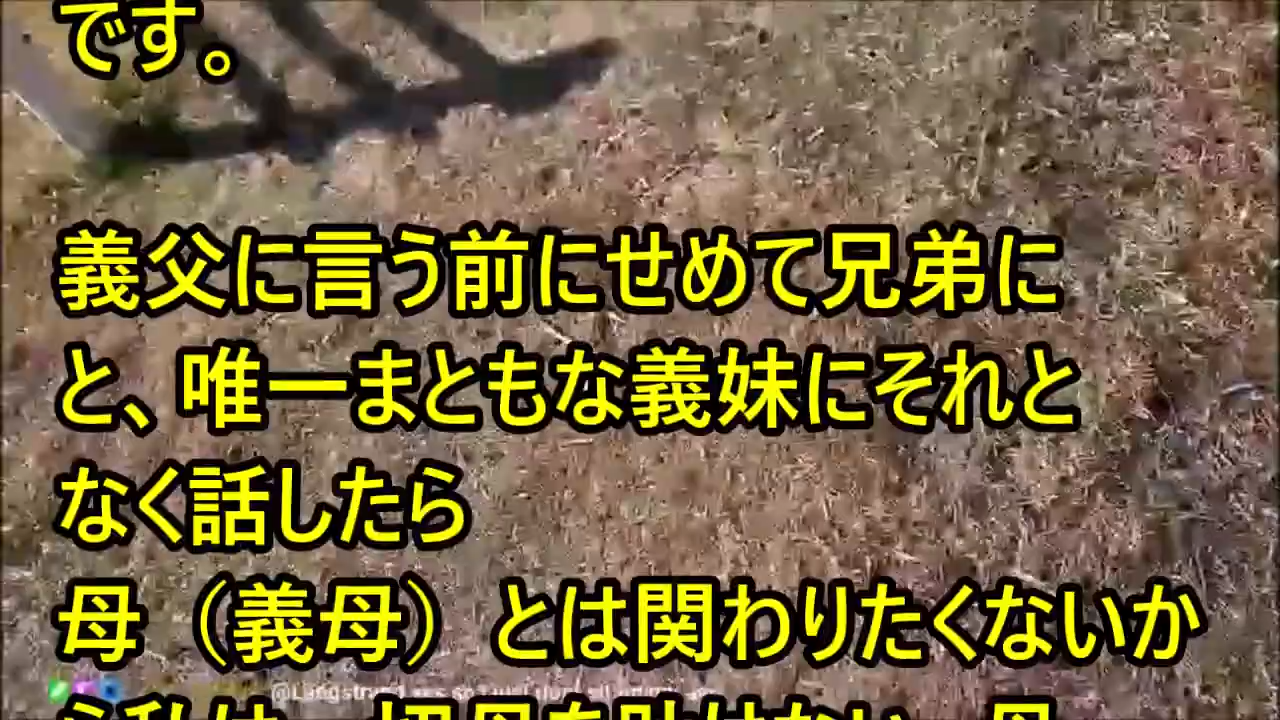 です。
義父に言う前にせめて兄弟に
と、唯一まともな義妹にそれと
なく話したら
母（義母）とは関わりたくないか